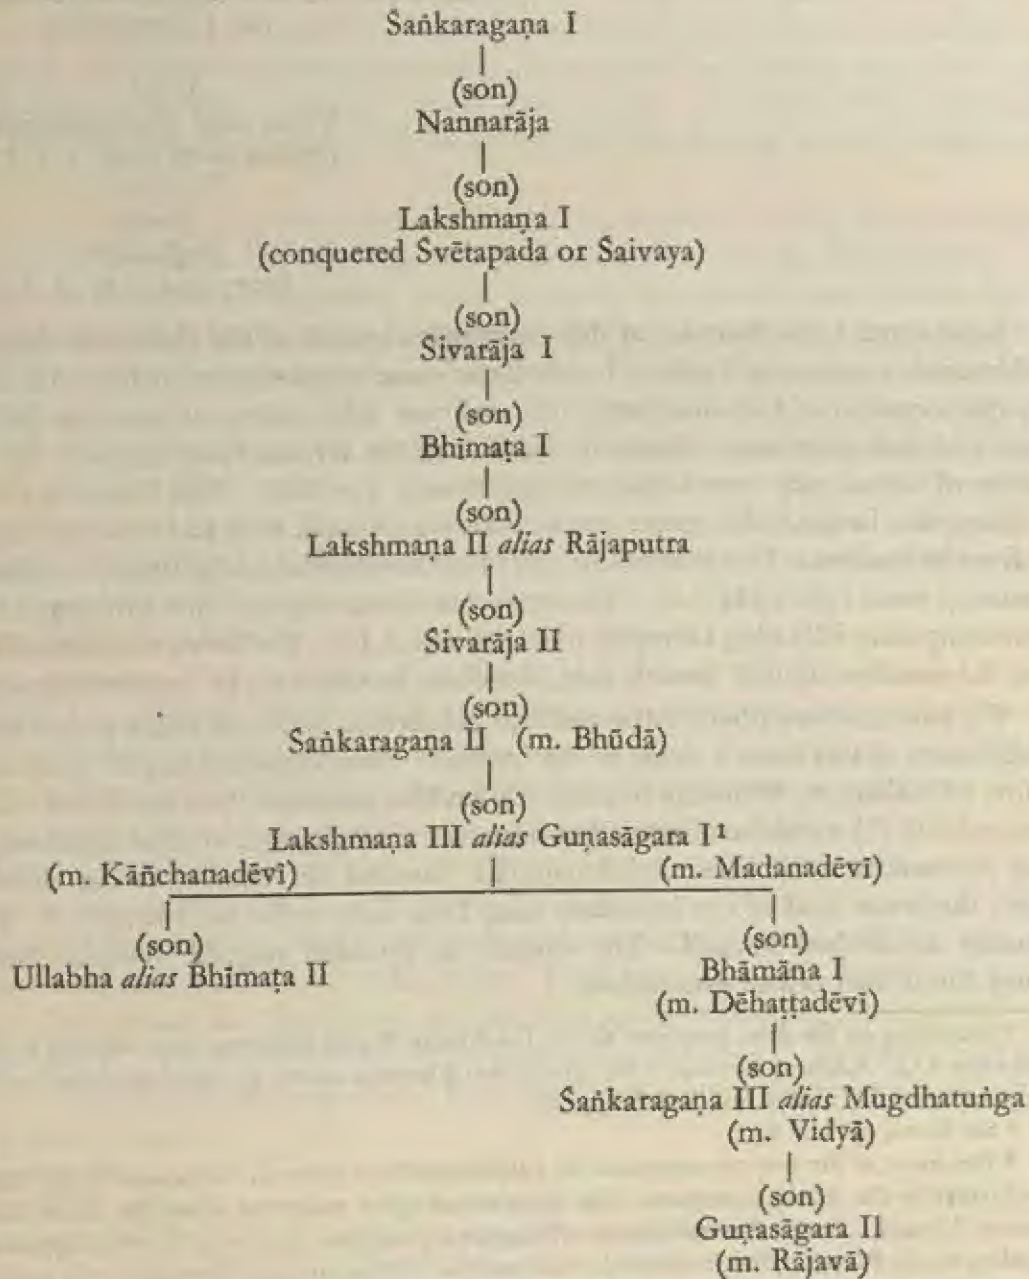 Śaṅkaragaṇa I
(son)
Nannarāja
(son)
Lakshmaṇa I
(conquered Śvētapada or Śaivaya)
(son)
Śivarāja I
(son)
Bhīmaṭa I
(son)
Lakshmaṇa II alias Rājaputra
(son)
Śivarāja II
(son)
Śaṅkaragaṇa II (m. Bhūdā)
(son)
Lakshmaṇa III alias Guṇasāgara I¹
(m. Kāñchanadēvī) (m. Madanadēvī)
(son) (son)
Ullabha alias Bhīmaṭa II Bhāmāna I
(m. Dēhaṭṭadēvī)
(son)
Śaṅkaragaṇa III alias Mugdhatuṅga
(m. Vidyā)
(son)
Guṇasāgara II
(m. Rājavā)